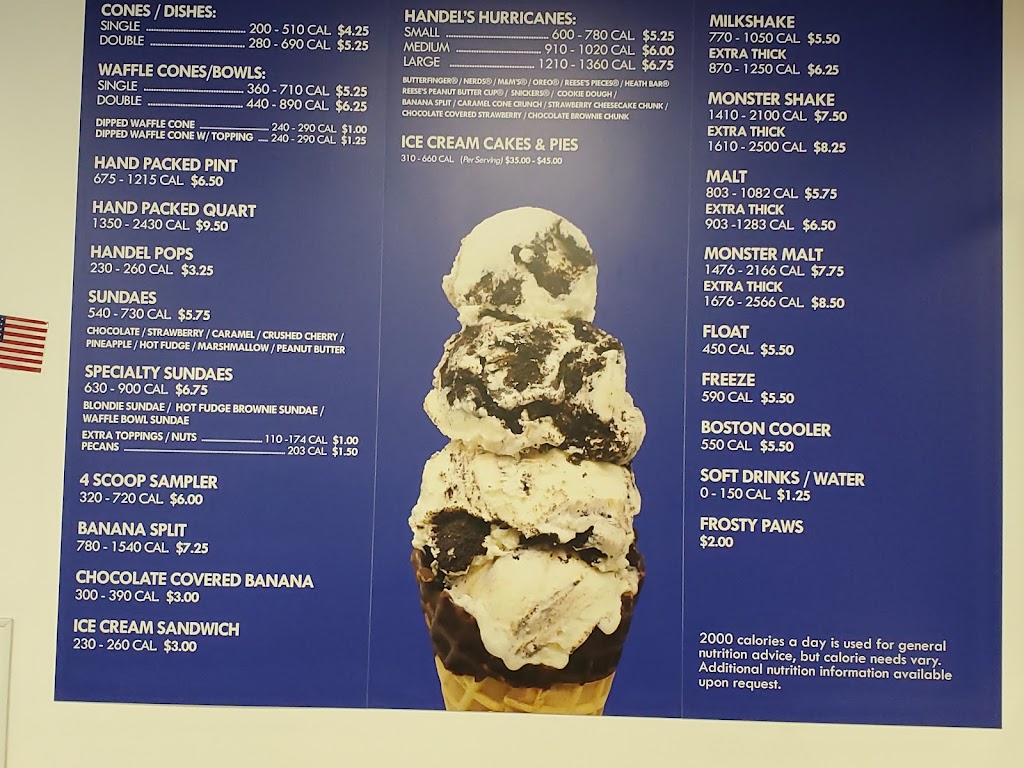 CONES / DISHES:
SINGLE 200 - 510 CAL $4.25
DOUBLE 280 - 690 CAL $5.25
WAFFLE CONES/BOWLS:
SINGLE 360 - 710 CAL $5.25
DOUBLE 440 - 890 CAL $6.25
DIPPED WAFFLE CONE 240 - 290 CAL $1.00
DIPPED WAFFLE CONE W/ TOPPING 240 - 290 CAL $1.25
HAND PACKED PINT
675 - 1215 CAL $6.50
HAND PACKED QUART
1350 - 2430 CAL $9.50
HANDEL POPS
230 - 260 CAL $3.25
SUNDAES
540 - 730 CAL $5.75
CHOCOLATE / STRAWBERRY / CARAMEL / CRUSHED CHERRY /
PINEAPPLE / HOT FUDGE / MARSHMALLOW / PEANUT BUTTER
SPECIALTY SUNDAES
630 - 900 CAL $6.75
BLONDIE SUNDAE / HOT FUDGE BROWNIE SUNDAE /
WAFFLE BOWL SUNDAE
EXTRA TOPPINGS / NUTS 110 -174 CAL $1.00
PECANS 203 CAL $1.50
4 SCOOP SAMPLER
320 - 720 CAL $6.00
BANANA SPLIT
780 - 1540 CAL $7.25
CHOCOLATE COVERED BANANA
300 - 390 CAL $3.00
ICE CREAM SANDWICH
230 - 260 CAL $3.00
HANDEL'S HURRICANES:
SMALL 600 - 780 CAL $5.25
MEDIUM 910 - 1020 CAL $6.00
LARGE 1210 - 1360 CAL $6.75
BUTTERFINGER® / NERDS® / M&M'S® / OREO® / REESE'S PIECES® / HEATH BAR®
REESE'S PEANUT BUTTER CUP® / SNICKERS® / COOKIE DOUGH /
BANANA SPLIT / CARAMEL CONE CRUNCH / STRAWBERRY CHEESECAKE CHUNK /
CHOCOLATE COVERED STRAWBERRY / CHOCOLATE BROWNIE CHUNK
ICE CREAM CAKES & PIES
310 - 660 CAL (Per Serving) $35.00 - $45.00
MILKSHAKE
770 - 1050 CAL $5.50
EXTRA THICK
870 - 1250 CAL $6.25
MONSTER SHAKE
1410 - 2100 CAL $7.50
EXTRA THICK
1610 - 2500 CAL $8.25
MALT
803 - 1082 CAL $5.75
EXTRA THICK
903 -1283 CAL $6.50
MONSTER MALT
1476 - 2166 CAL $7.75
EXTRA THICK
1676 - 2566 CAL $8.50
FLOAT
450 CAL $5.50
FREEZE
590 CAL $5.50
BOSTON COOLER
550 CAL $5.50
SOFT DRINKS / WATER
0 - 150 CAL $1.25
FROSTY PAWS
$2.00
2000 calories a day is used for general
nutrition advice, but calorie needs vary.
Additional nutrition information available
upon request.